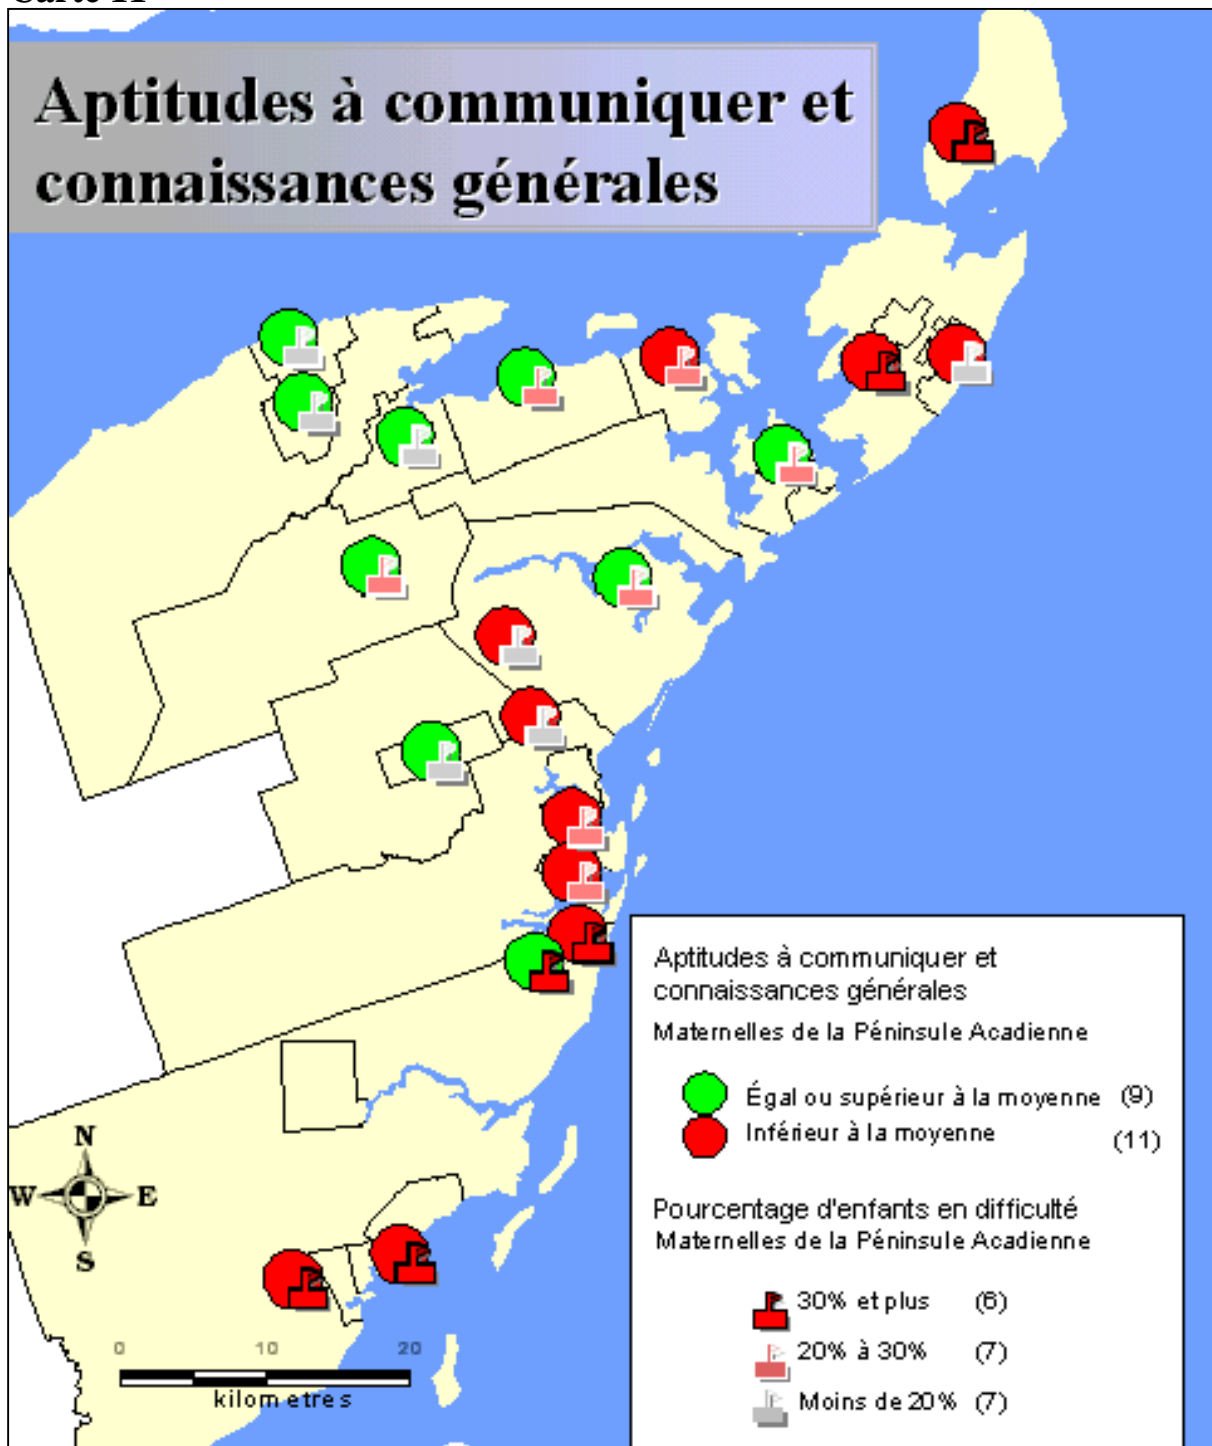 Carte 11
Aptitudes à communiquer et
connaissances générales
Aptitudes à communiquer et
connaissances générales
Maternelles de la Péninsule Acadienne
Égal ou supérieur à la moyenne (9)
Inférieur à la moyenne (11)
Pourcentage d'enfants en difficulté
Maternelles de la Péninsule Acadienne
30% et plus (6)
20% à 30% (7)
Moins de 20% (7)
N
W E
S
0 10 20
kilometres